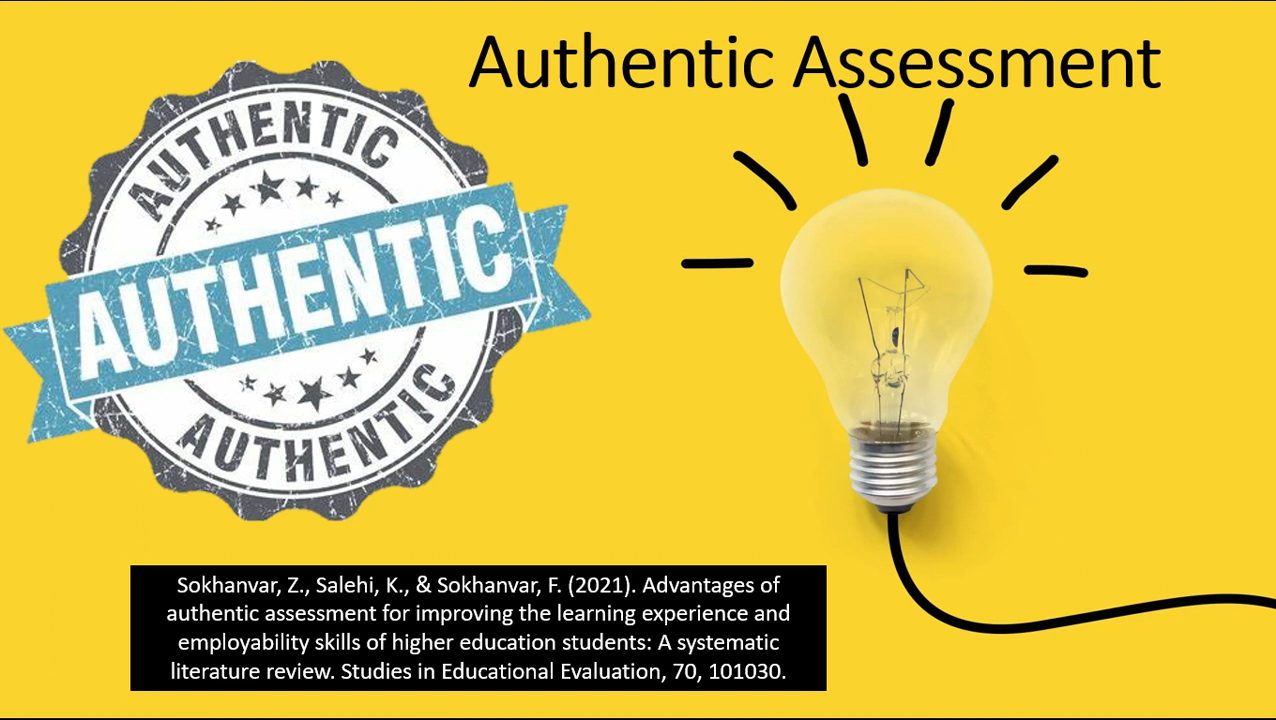 Authentic Assessment
AUTHENTIC
AUTHENTIC
AUTHENTIC
Sokhanvar, Z., Salehi, K., & Sokhanvar, F. (2021). Advantages of
authentic assessment for improving the learning experience and
employability skills of higher education students: A systematic
literature review. Studies in Educational Evaluation, 70, 101030.